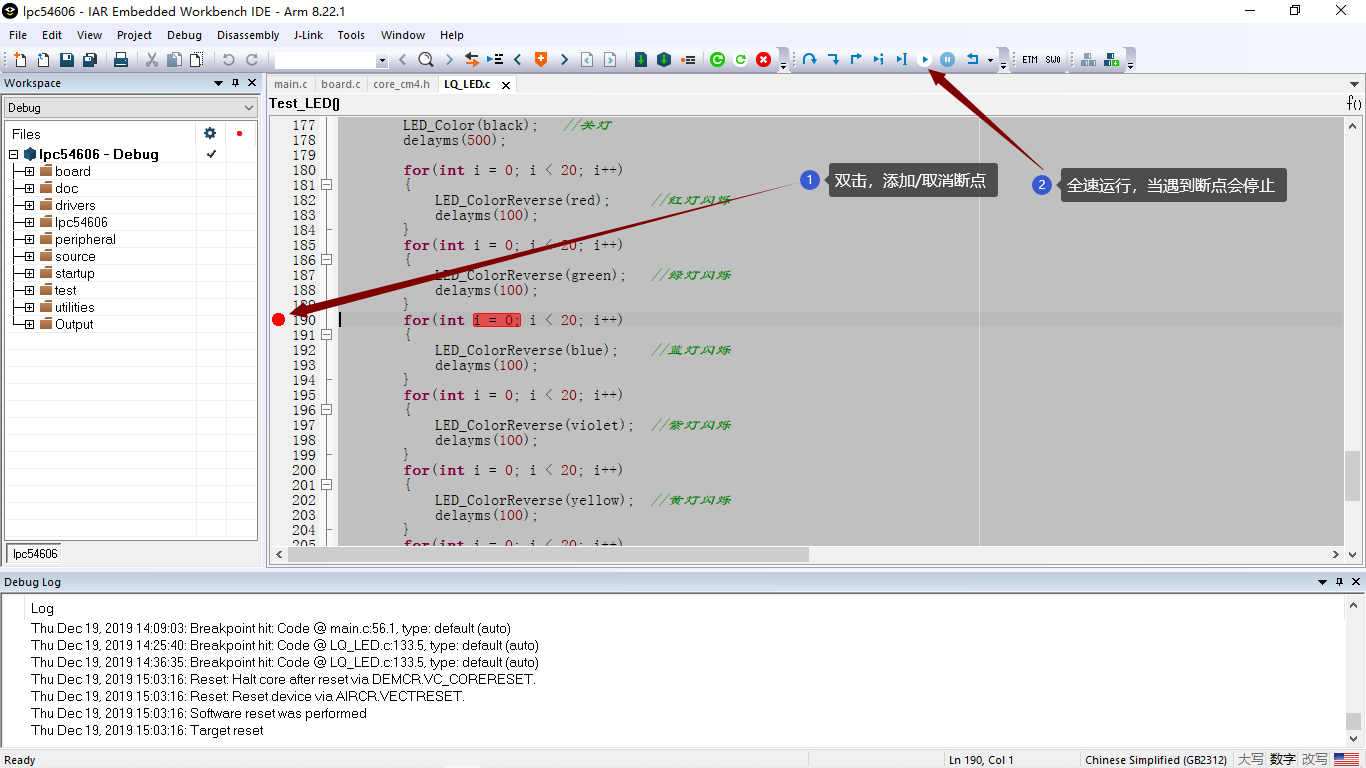 lpc54606 - IAR Embedded Workbench IDE - Arm 8.22.1
File Edit View Project Debug Disassembly J-Link Tools Window Help
ETM SWO
Workspace
main.c board.c core_cm4.h LQ_LED.c
Debug
Test_LED()
f()
Files
lpc54606 - Debug
board
doc
drivers
lpc54606
peripheral
source
startup
test
utilities
Output
lpc54606
177 LED_Color(black); //关灯
178 delayms(500);
179
180 for(int i = 0; i < 20; i++)
181 {
182 LED_ColorReverse(red); //红灯闪烁
183 delayms(100);
184 }
185 for(int i = 0; i < 20; i++)
186 {
187 LED_ColorReverse(green); //绿灯闪烁
188 delayms(100);
189 }
190 for(int i = 0; i < 20; i++)
191 {
192 LED_ColorReverse(blue); //蓝灯闪烁
193 delayms(100);
194 }
195 for(int i = 0; i < 20; i++)
196 {
197 LED_ColorReverse(violet); //紫灯闪烁
198 delayms(100);
199 }
200 for(int i = 0; i < 20; i++)
201 {
202 LED_ColorReverse(yellow); //黄灯闪烁
203 delayms(100);
204 }
205 for(int i = 0; i < 20; i++)
1 双击，添加/取消断点
2 全速运行，当遇到断点会停止
Debug Log
Log
Thu Dec 19, 2019 14:09:03: Breakpoint hit: Code @ main.c:56.1, type: default (auto)
Thu Dec 19, 2019 14:25:40: Breakpoint hit: Code @ LQ_LED.c:133.5, type: default (auto)
Thu Dec 19, 2019 14:36:35: Breakpoint hit: Code @ LQ_LED.c:133.5, type: default (auto)
Thu Dec 19, 2019 15:03:16: Reset: Halt core after reset via DEMCR.VC_CORERESET.
Thu Dec 19, 2019 15:03:16: Reset: Reset device via AIRCR.VECTRESET.
Thu Dec 19, 2019 15:03:16: Software reset was performed
Thu Dec 19, 2019 15:03:16: Target reset
Ready Ln 190, Col 1 Chinese Simplified (GB2312) 大写 数字 改写